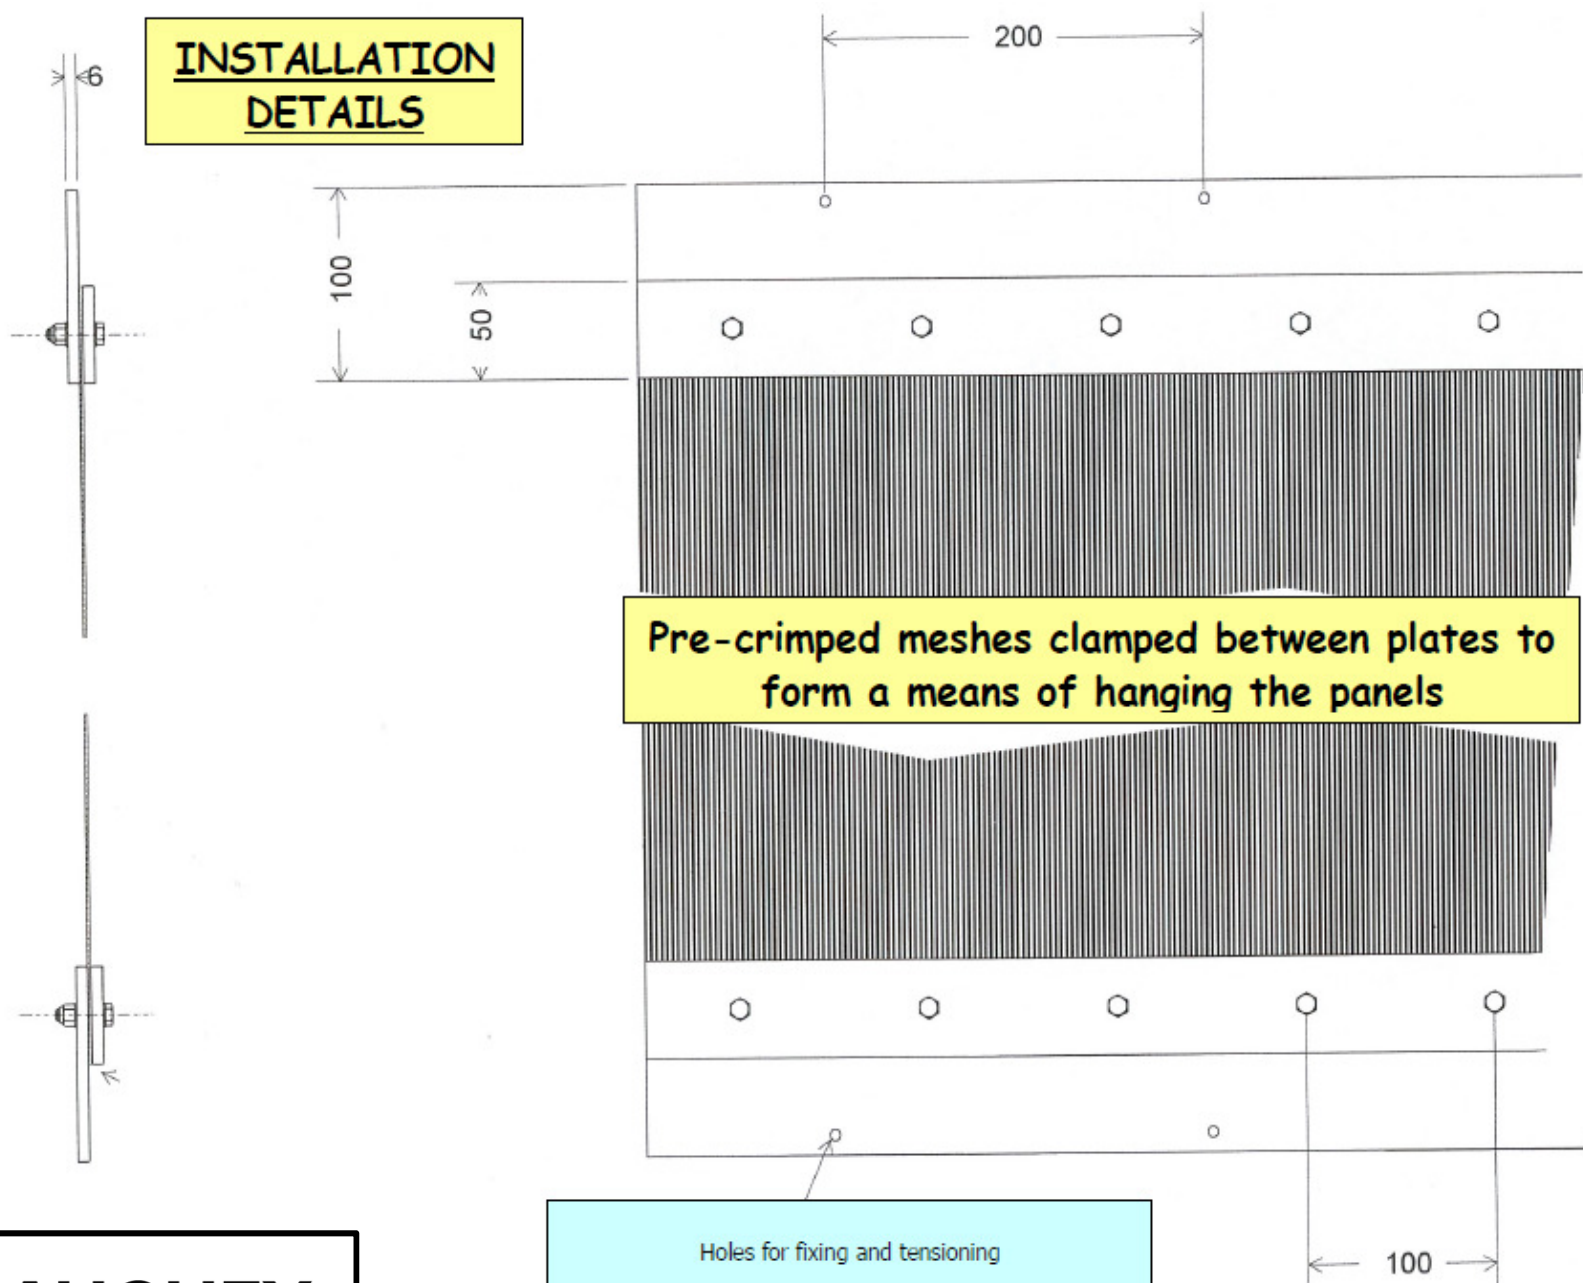 INSTALLATION
DETAILS
6
200
100
50
Pre-crimped meshes clamped between plates to
form a means of hanging the panels
Holes for fixing and tensioning
100